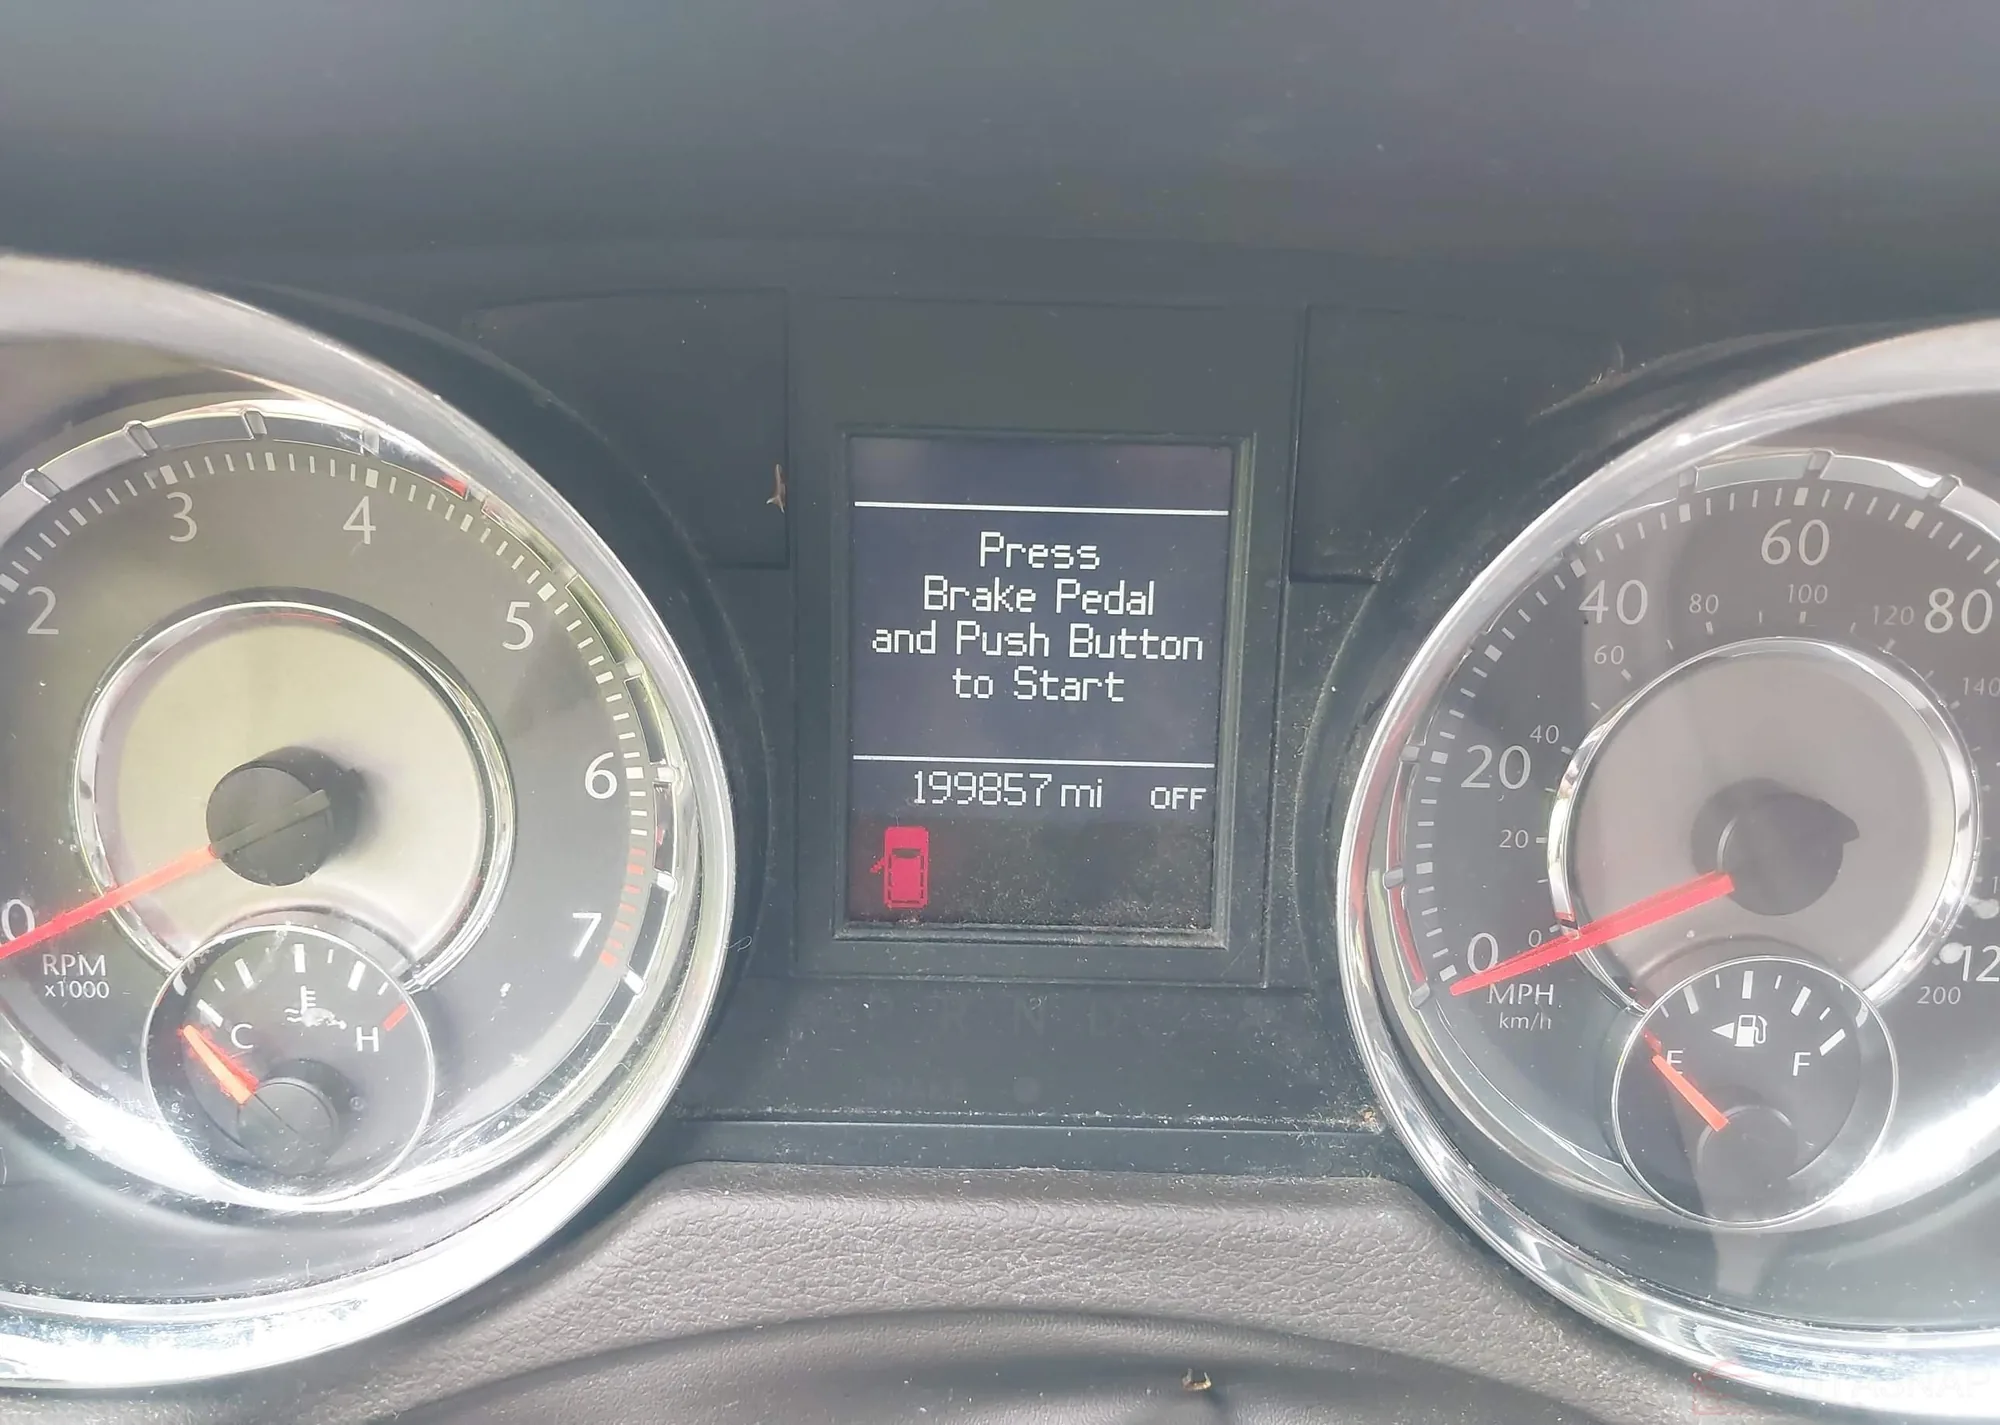 Press
Brake Pedal
and Push Button
to Start
199857 mi OFF
0 2 3 4 5 6 7
RPM
x1000
C H
0 20 40 60 80
0 20 40 60 80 100 120 140
200
MPH
km/h
E F
R N D